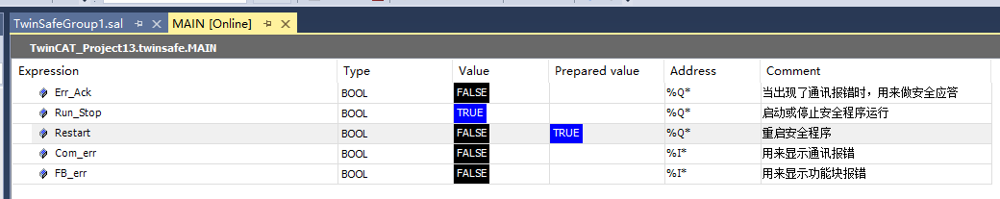 TwinSafeGroup1.sal MAIN [Online]
TwinCAT_Project13.twinsafe.MAIN
Expression Type Value Prepared value Address Comment
Err_Ack BOOL FALSE %Q* 当出现了通讯报错时，用来做安全应答
Run_Stop BOOL TRUE %Q* 启动或停止安全程序运行
Restart BOOL FALSE TRUE %Q* 重启安全程序
Com_err BOOL FALSE %I* 用来显示通讯报错
FB_err BOOL FALSE %I* 用来显示功能块报错